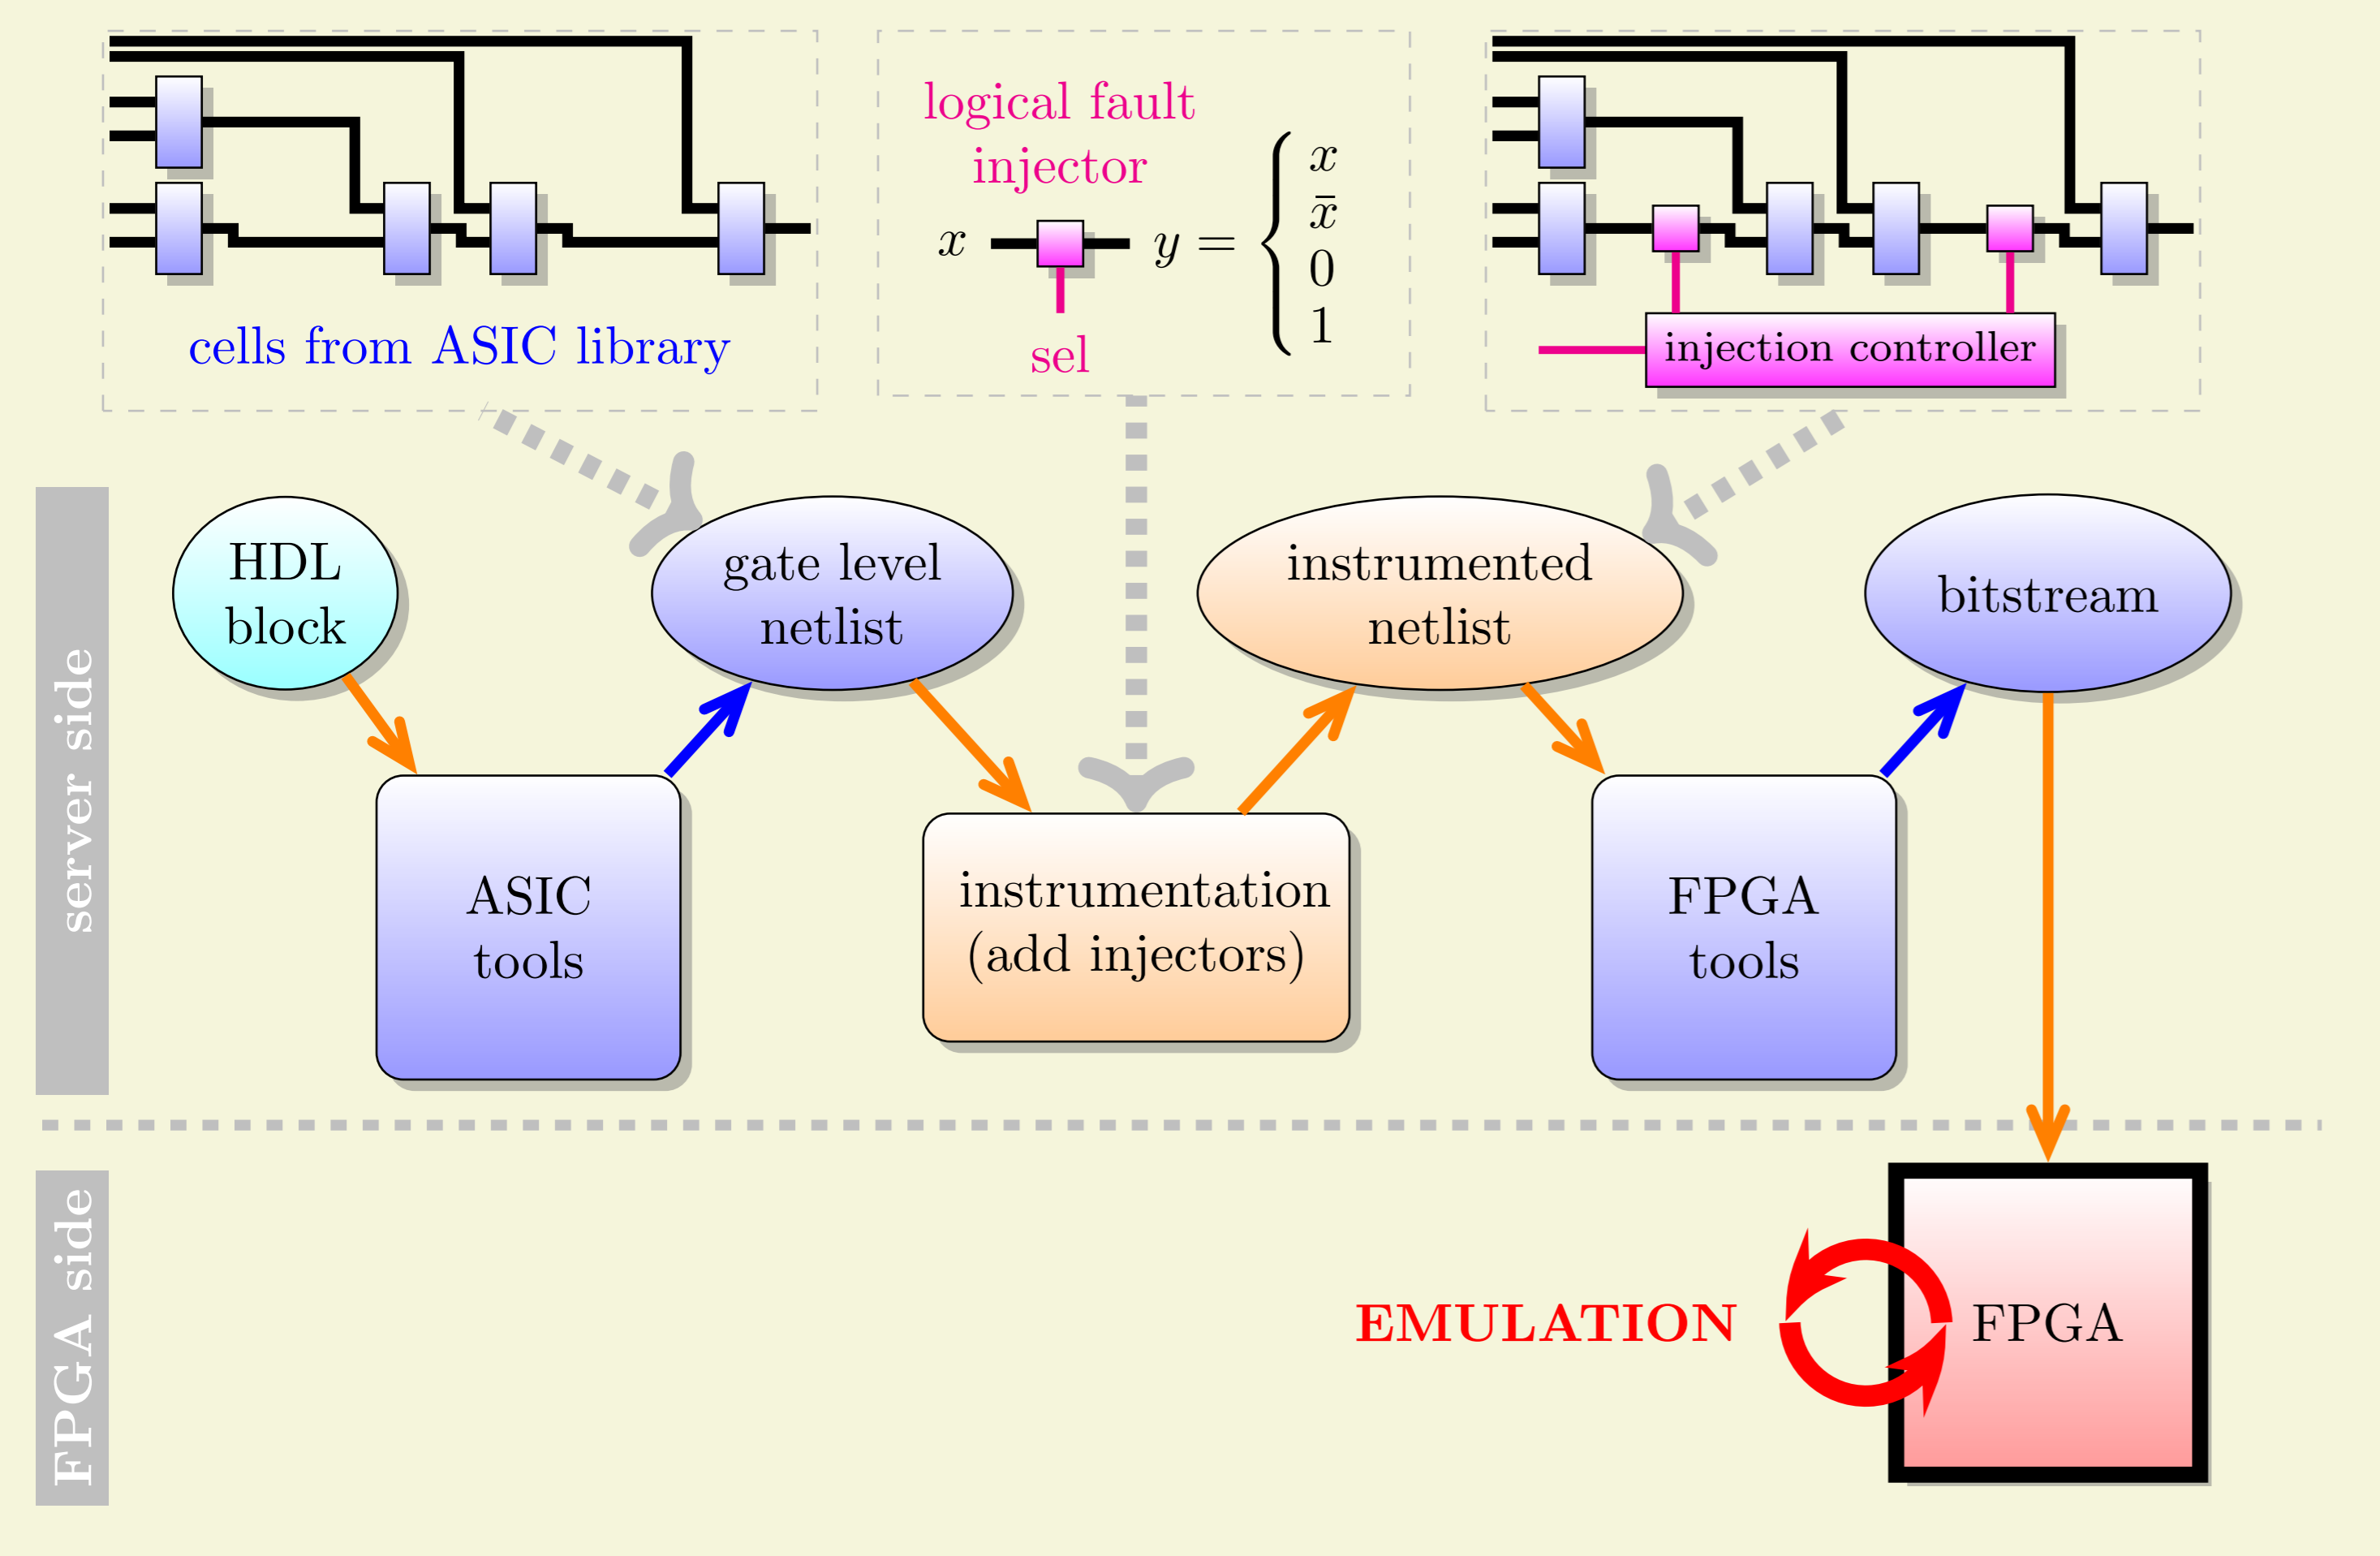 cells from ASIC library
logical fault
injector
x
y =
x
x̄
0
1
sel
injection controller
server side
HDL
block
gate level
netlist
instrumented
netlist
bitstream
ASIC
tools
instrumentation
(add injectors)
FPGA
tools
FPGA side
EMULATION
FPGA